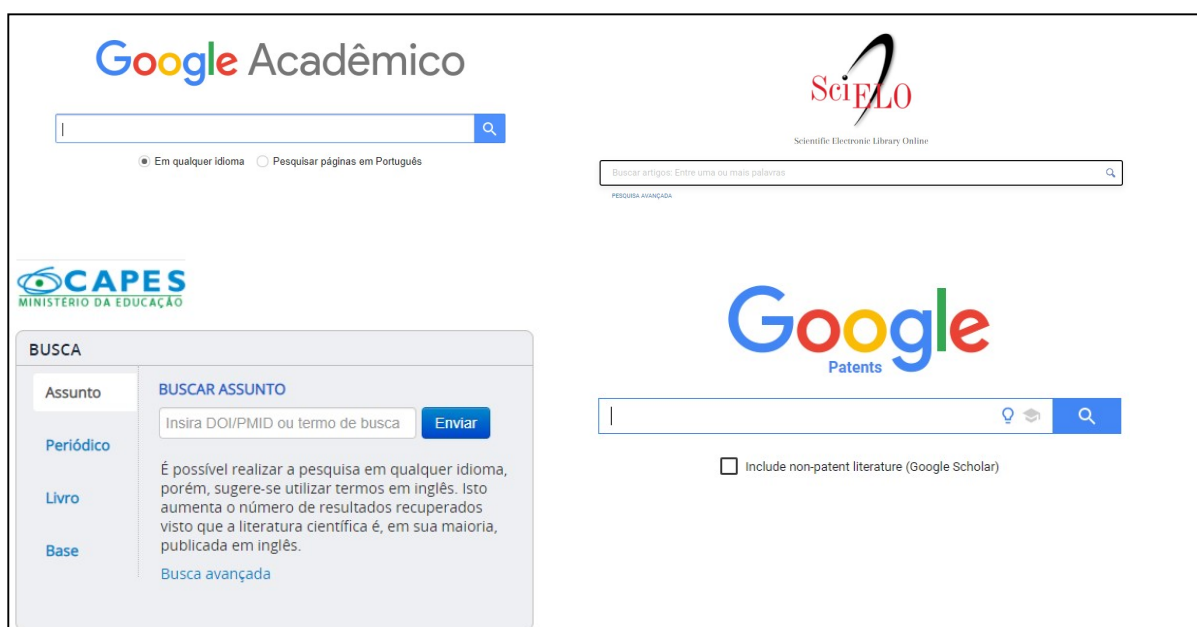 Google Acadêmico
Em qualquer idioma Pesquisar páginas em Português
SciELO
Scientific Electronic Library Online
Buscar artigos: Entre uma ou mais palavras
PESQUISA AVANÇADA
CAPES
MINISTÉRIO DA EDUCAÇÃO
BUSCA
Assunto
Periódico
Livro
Base
BUSCAR ASSUNTO
Insira DOI/PMID ou termo de busca Enviar
É possível realizar a pesquisa em qualquer idioma,
porém, sugere-se utilizar termos em inglês. Isto
aumenta o número de resultados recuperados
visto que a literatura científica é, em sua maioria,
publicada em inglês.
Busca avançada
Google
Patents
Include non-patent literature (Google Scholar)